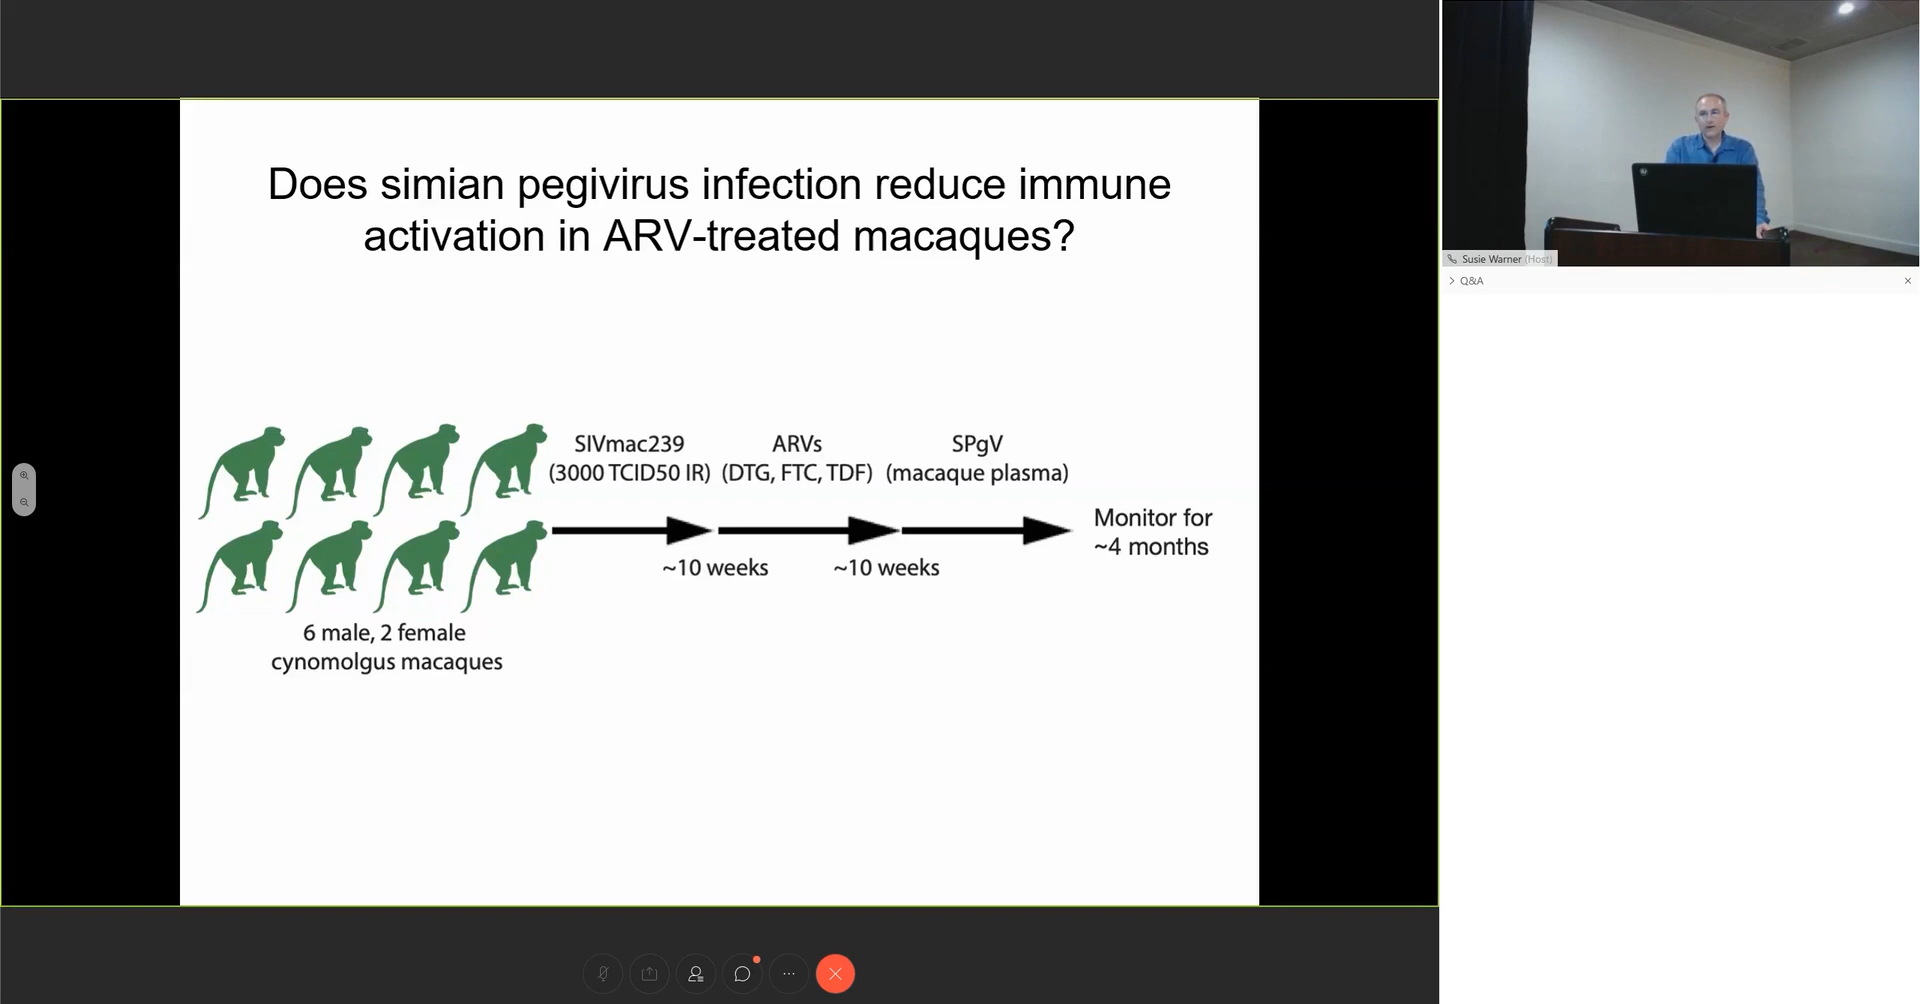 Does simian pegivirus infection reduce immune
activation in ARV-treated macaques?
SIVmac239
(3000 TCID50 IR)
ARVs
(DTG, FTC, TDF)
SPgV
(macaque plasma)
~10 weeks
~10 weeks
Monitor for
~4 months
6 male, 2 female
cynomolgus macaques
Susie Warner (Host)
Q&A